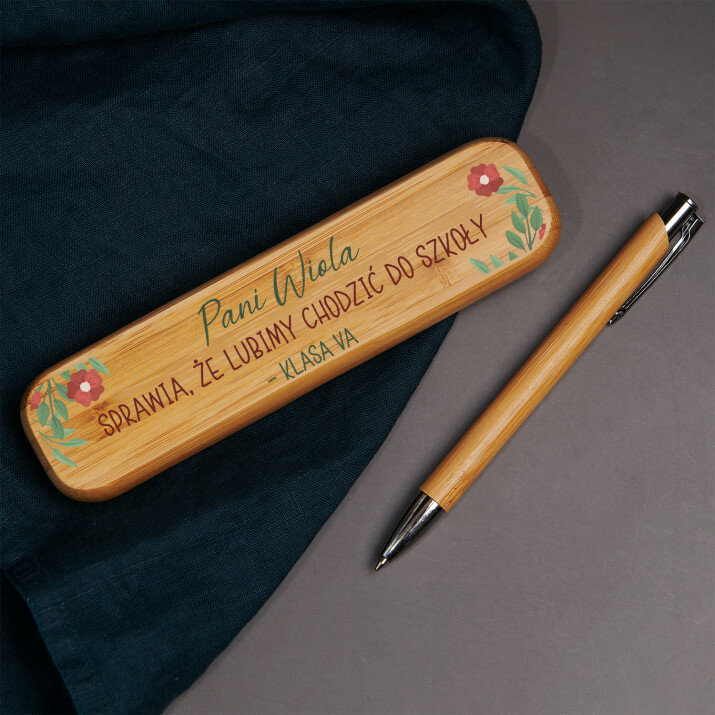 Pani Wiola
SPRAWIA, ŻE LUBIMY CHODZIĆ DO SZKOŁY
- KLASA VA